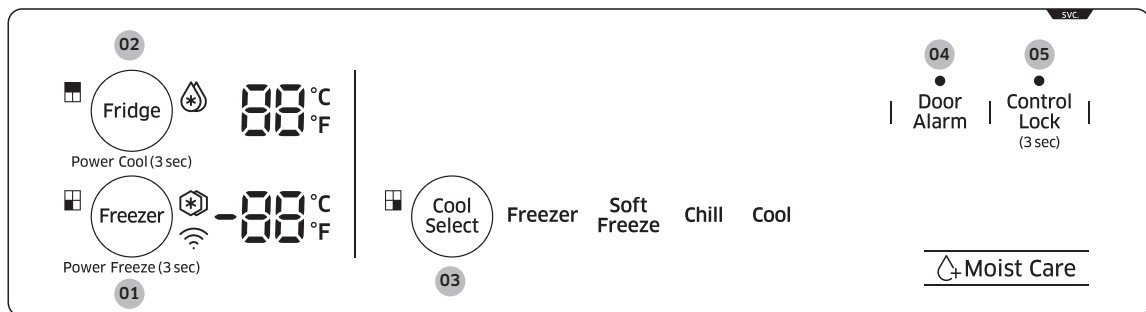 SVC.
02
04
05
Fridge
88 °C
°F
Door
Alarm
Control
Lock
(3 sec)
Power Cool (3 sec)
Freezer
-88 °C
°F
Cool
Select
Freezer
Soft
Freeze
Chill
Cool
Power Freeze (3 sec)
Moist Care
01
03